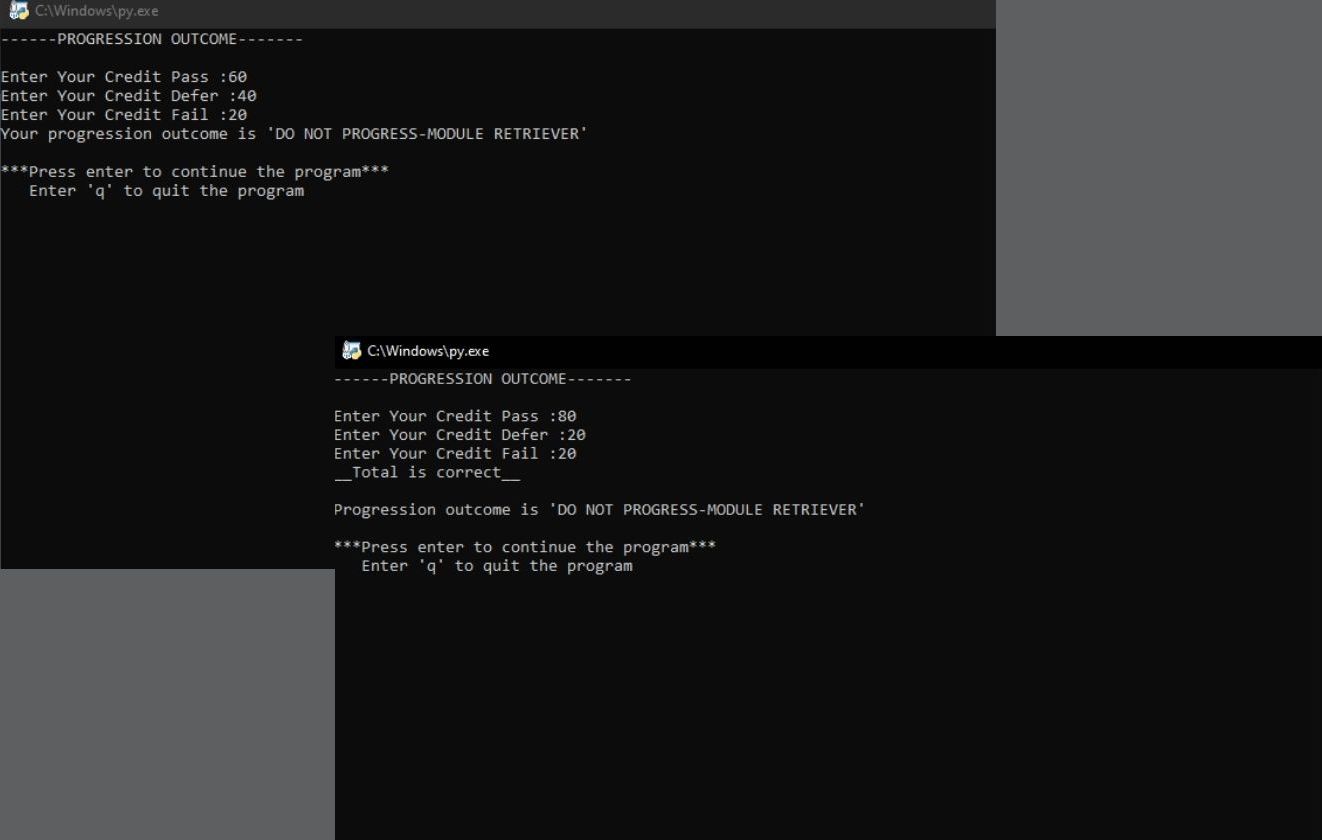 C:\Windows\py.exe
------PROGRESSION OUTCOME-------
Enter Your Credit Pass :60
Enter Your Credit Defer :40
Enter Your Credit Fail :20
Your progression outcome is 'DO NOT PROGRESS-MODULE RETRIEVER'
***Press enter to continue the program***
   Enter 'q' to quit the program
C:\Windows\py.exe
------PROGRESSION OUTCOME-------
Enter Your Credit Pass :80
Enter Your Credit Defer :20
Enter Your Credit Fail :20
__Total is correct__
Progression outcome is 'DO NOT PROGRESS-MODULE RETRIEVER'
***Press enter to continue the program***
   Enter 'q' to quit the program